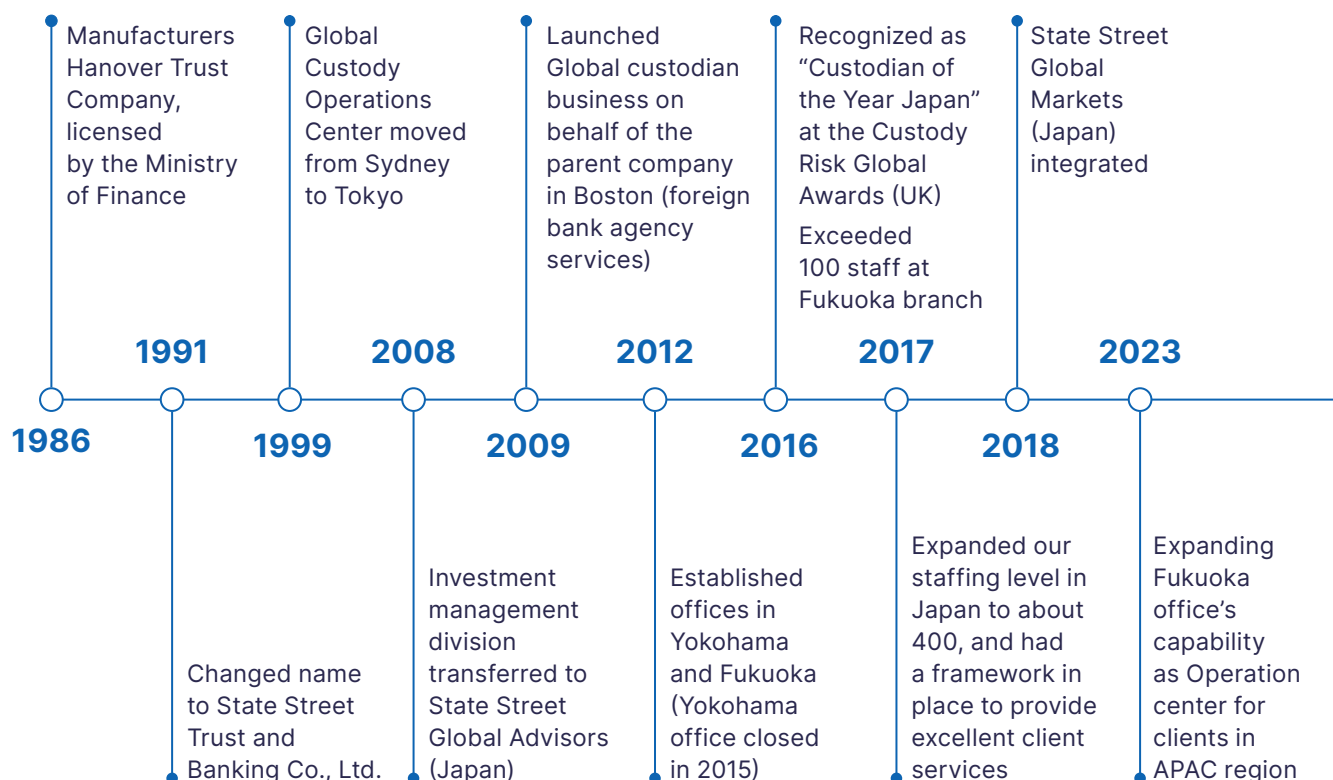 Manufacturers
Hanover Trust
Company,
licensed
by the Ministry
of Finance
Global
Custody
Operations
Center moved
from Sydney
to Tokyo
Launched
Global custodian
business on
behalf of the
parent company
in Boston (foreign
bank agency
services)
Recognized as
“Custodian of
the Year Japan”
at the Custody
Risk Global
Awards (UK)
Exceeded
100 staff at
Fukuoka branch
State Street
Global
Markets
(Japan)
integrated
1991
2008
2012
2017
2023
1986
1999
2009
2016
2018
Changed name
to State Street
Trust and
Banking Co., Ltd.
Investment
management
division
transferred to
State Street
Global Advisors
(Japan)
Established
offices in
Yokohama
and Fukuoka
(Yokohama
office closed
in 2015)
Expanded our
staffing level in
Japan to about
400, and had
a framework in
place to provide
excellent client
services
Expanding
Fukuoka
office’s
capability
as Operation
center for
clients in
APAC region